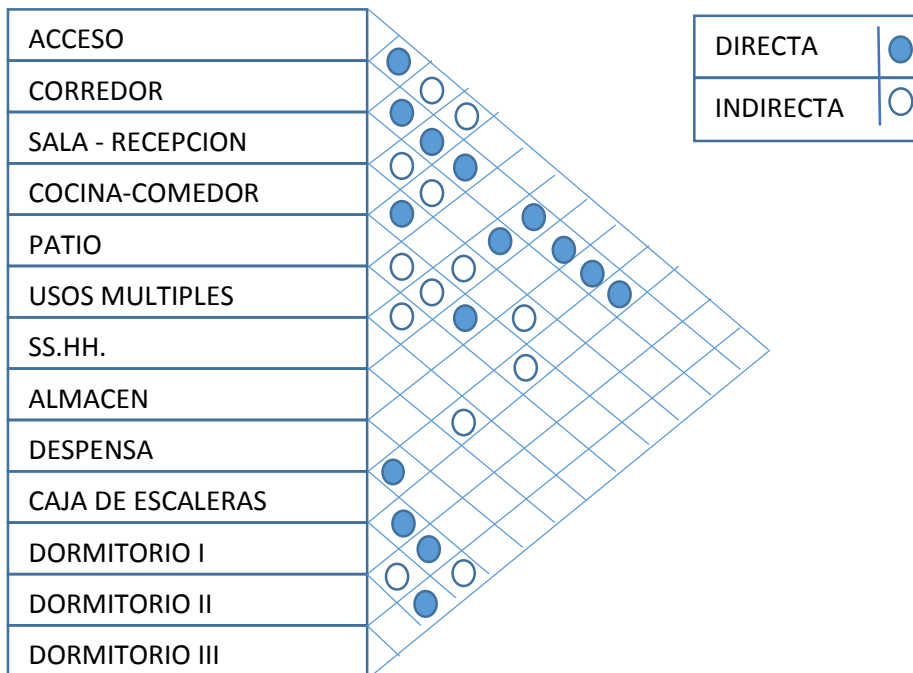 ACCESO
CORREDOR
SALA - RECEPCION
COCINA-COMEDOR
PATIO
USOS MULTIPLES
SS.HH.
ALMACEN
DESPENSA
CAJA DE ESCALERAS
DORMITORIO I
DORMITORIO II
DORMITORIO III
DIRECTA
INDIRECTA